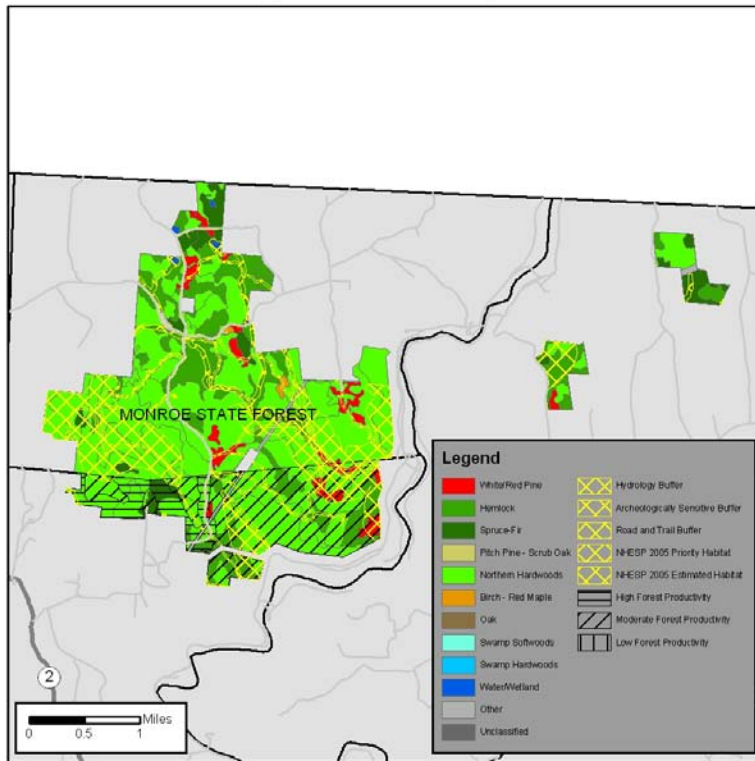 MONROE STATE FOREST
2
Miles
0 0.5 1
Legend
White/Red Pine
Hemlock
Spruce-Fir
Pitch Pine - Scrub Oak
Northern Hardwoods
Birch - Red Maple
Oak
Swamp Softwoods
Swamp Hardwoods
Water/Wetland
Other
Unclassified
Hydrology Buffer
Archeologically Sensitive Buffer
Road and Trail Buffer
NHESP 2005 Priority Habitat
NHESP 2005 Estimated Habitat
High Forest Productivity
Moderate Forest Productivity
Low Forest Productivity